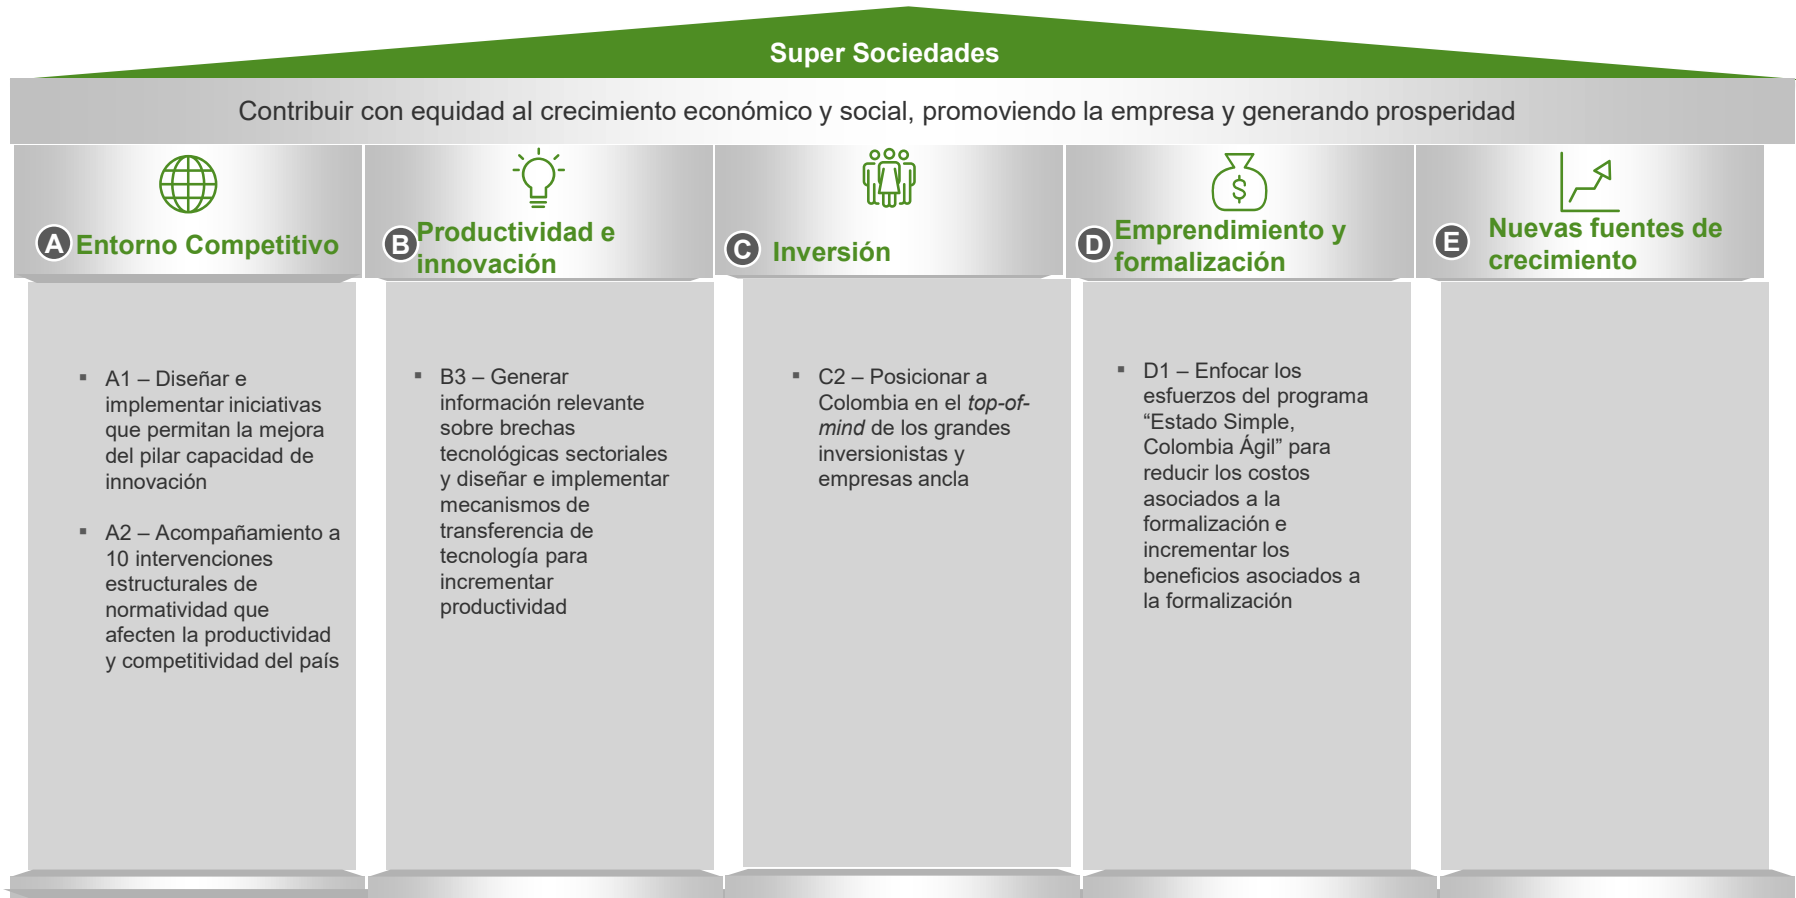 Super Sociedades
Contribuir con equidad al crecimiento económico y social, promoviendo la empresa y generando prosperidad
A Entorno Competitivo
B Productividad e
innovación
C Inversión
D Emprendimiento y
formalización
E Nuevas fuentes de
crecimiento
$
▪ A1 – Diseñar e
implementar iniciativas
que permitan la mejora
del pilar capacidad de
innovación
▪ A2 – Acompañamiento a
10 intervenciones
estructurales de
normatividad que
afecten la productividad
y competitividad del país
▪ B3 – Generar
información relevante
sobre brechas
tecnológicas sectoriales
y diseñar e implementar
mecanismos de
transferencia de
tecnología para
incrementar
productividad
▪ C2 – Posicionar a
Colombia en el top-of-
mind de los grandes
inversionistas y
empresas ancla
▪ D1 – Enfocar los
esfuerzos del programa
“Estado Simple,
Colombia Ágil” para
reducir los costos
asociados a la
formalización e
incrementar los
beneficios asociados a
la formalización